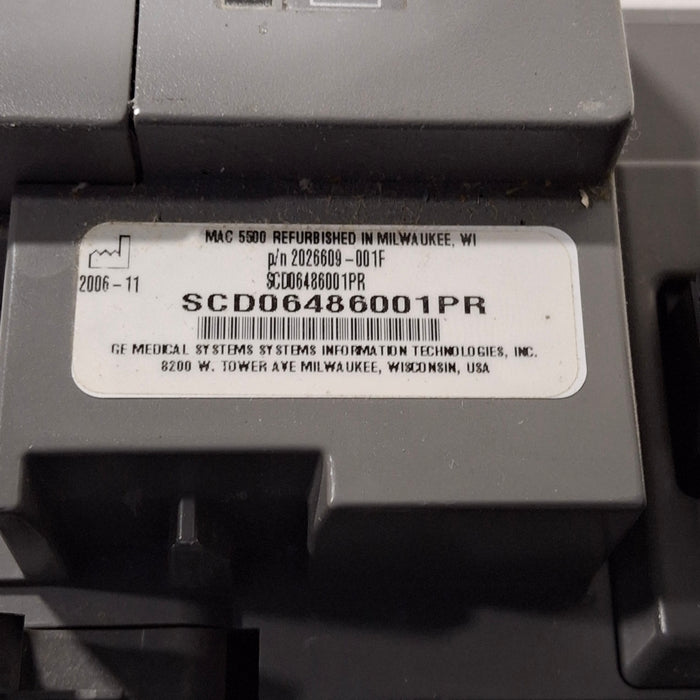 MAC 5500 REFURBISHED IN MILWAUKEE, WI
p/n 2026609-001F
2006-11
SCD06486001PR
SCD06486001PR
GE MEDICAL SYSTEMS SYSTEMS INFORMATION TECHNOLOGIES, INC.
8200 W. TOWER AVE MILWAUKEE, WISCONSIN, USA